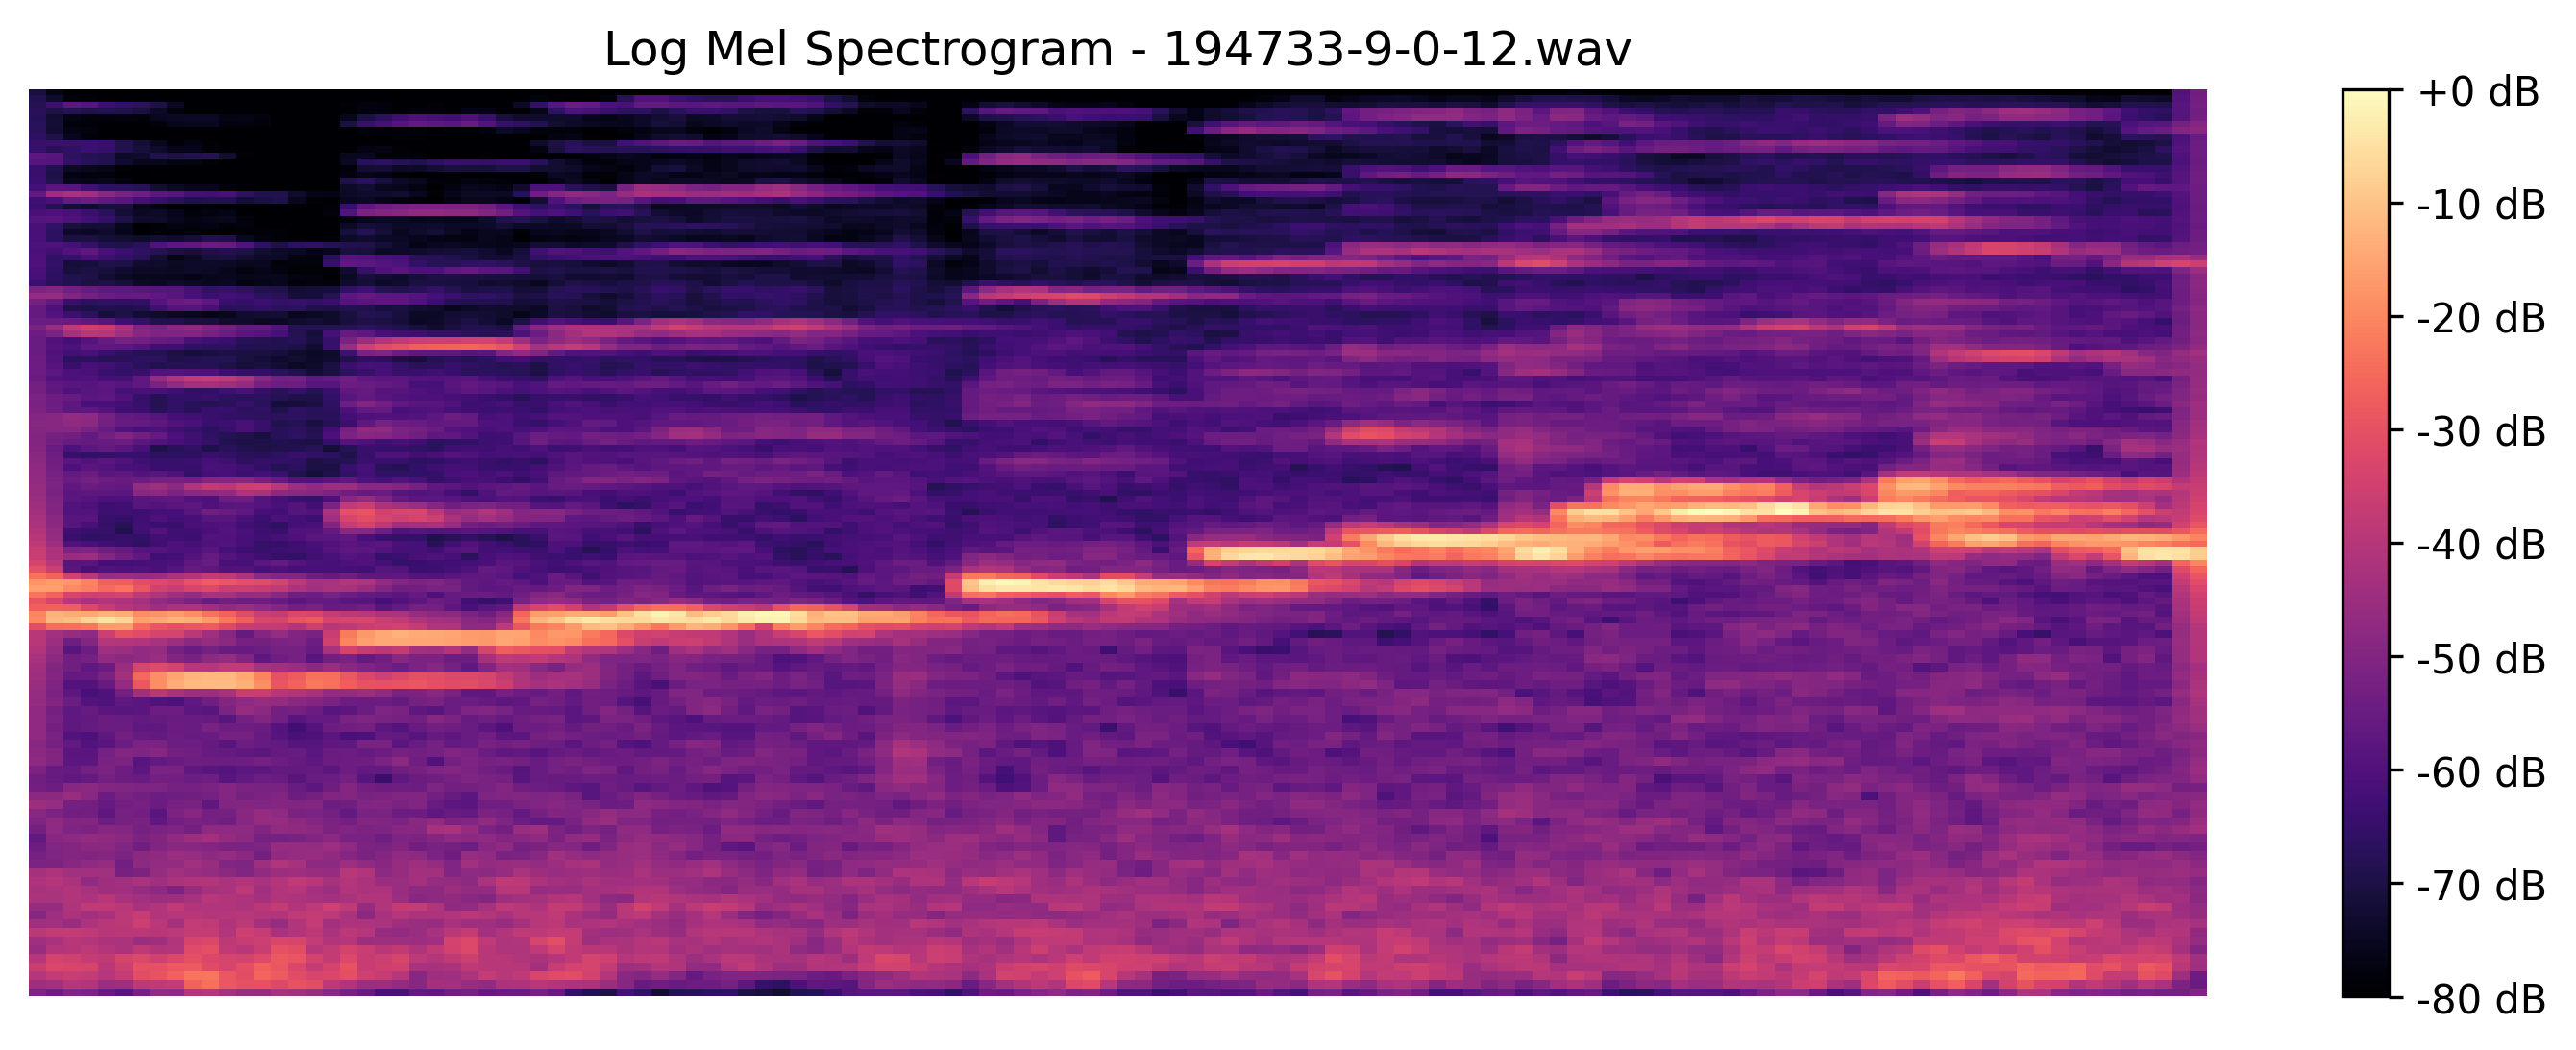 Log Mel Spectrogram - 194733-9-0-12.wav
+0 dB
-10 dB
-20 dB
-30 dB
-40 dB
-50 dB
-60 dB
-70 dB
-80 dB